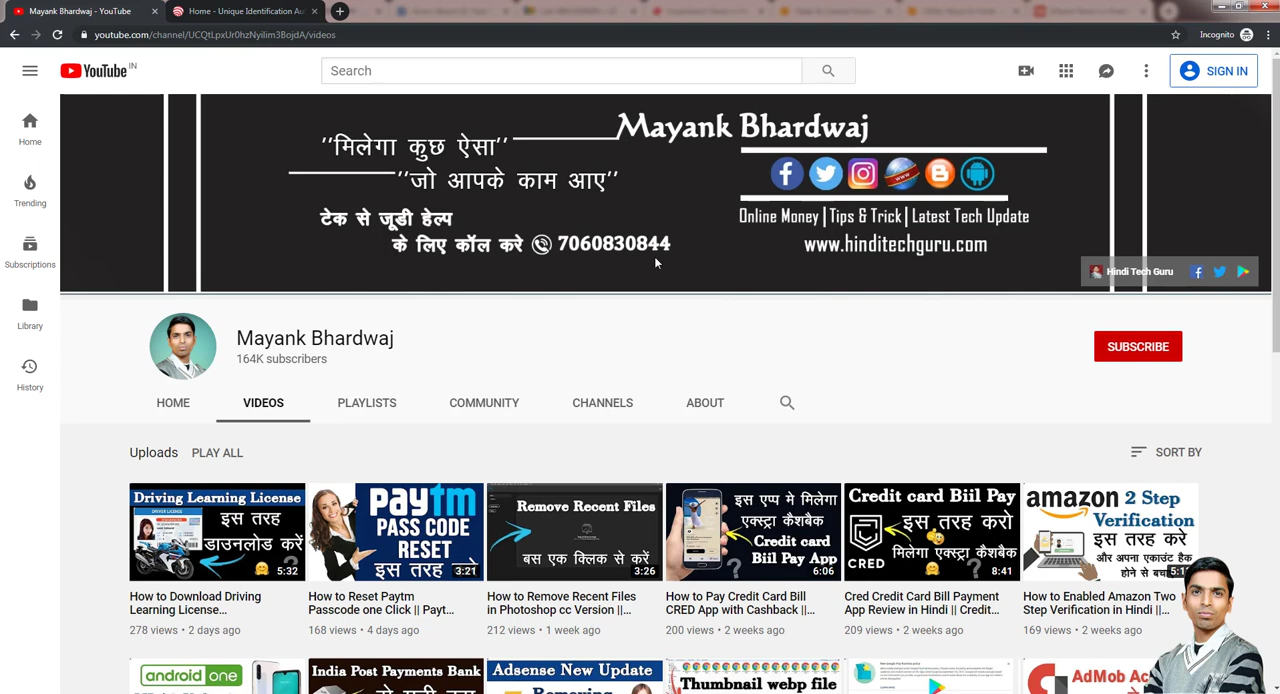 Mayank Bhardwaj - YouTube
Home - Unique Identification Au
youtube.com/channel/UCQtLpxUr0hzNyilim3BojdA/videos
Incognito
YouTube IN
Search
SIGN IN
Home
Trending
Subscriptions
Library
History
Mayank Bhardwaj
''मिलेगा कुछ ऐसा''
''जो आपके काम आए''
टेक से जूडी हेल्प
के लिए कॉल करे 7060830844
Online Money | Tips & Trick | Latest Tech Update
www.hinditechguru.com
Hindi Tech Guru
Mayank Bhardwaj
164K subscribers
SUBSCRIBE
HOME VIDEOS PLAYLISTS COMMUNITY CHANNELS ABOUT
Uploads PLAY ALL
SORT BY
Driving Learning License
इस तरह
डाउनलोड करें
5:32
How to Download Driving
Learning License...
278 views • 2 days ago
paytm
PASS CODE
RESET
इस तरह
3:21
How to Reset Paytm
Passcode one Click || Payt...
168 views • 4 days ago
Remove Recent Files
बस एक क्लिक से करें
3:26
How to Remove Recent Files
in Photoshop cc Version ||...
212 views • 1 week ago
इस एप्प मे मिलेगा
एक्स्ट्रा कैशबैक
Credit card
Biil Pay App
6:06
How to Pay Credit Card Bill
CRED App with Cashback ||...
200 views • 2 weeks ago
Credit card Biil Pay
इस तरह करो
मिलेगा एक्स्ट्रा कैशबैक
CRED
8:41
Cred Credit Card Bill Payment
App Review in Hindi || Credit...
209 views • 2 weeks ago
amazon 2 Step
Verification
इस तरह करे
और अपना एकाउंट हैक
होने से बचा
How to Enabled Amazon Two
Step Verification in Hindi ||...
169 views • 2 weeks ago
android one
India Post Payments Bank
Adsense New Update
Removing
Thumbnail webp file
AdMob Ac